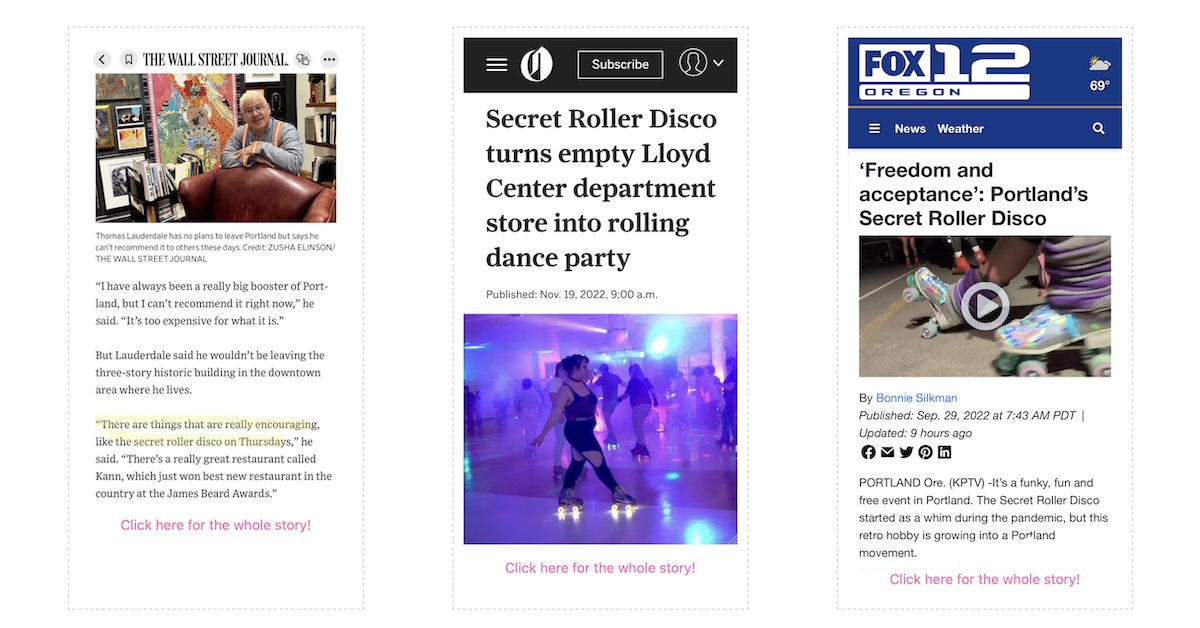 THE WALL STREET JOURNAL.
Thomas Lauderdale has no plans to leave Portland but says he
can't recommend it to others these days. Credit: ZUSHA ELINSON/
THE WALL STREET JOURNAL
“I have always been a really big booster of Port-
land, but I can’t recommend it right now,” he
said. “It’s too expensive for what it is.”
But Lauderdale said he wouldn’t be leaving the
three-story historic building in the downtown
area where he lives.
“There are things that are really encouraging,
like the secret roller disco on Thursdays,” he
said. “There’s a really great restaurant called
Kann, which just won best new restaurant in the
country at the James Beard Awards.”
Click here for the whole story!
Subscribe
Secret Roller Disco
turns empty Lloyd
Center department
store into rolling
dance party
Published: Nov. 19, 2022, 9:00 a.m.
Click here for the whole story!
FOX 12
OREGON
69°
News Weather
‘Freedom and
acceptance’: Portland’s
Secret Roller Disco
By Bonnie Silkman
Published: Sep. 29, 2022 at 7:43 AM PDT |
Updated: 9 hours ago
PORTLAND Ore. (KPTV) -It’s a funky, fun and
free event in Portland. The Secret Roller Disco
started as a whim during the pandemic, but this
retro hobby is growing into a Portland
movement.
Click here for the whole story!